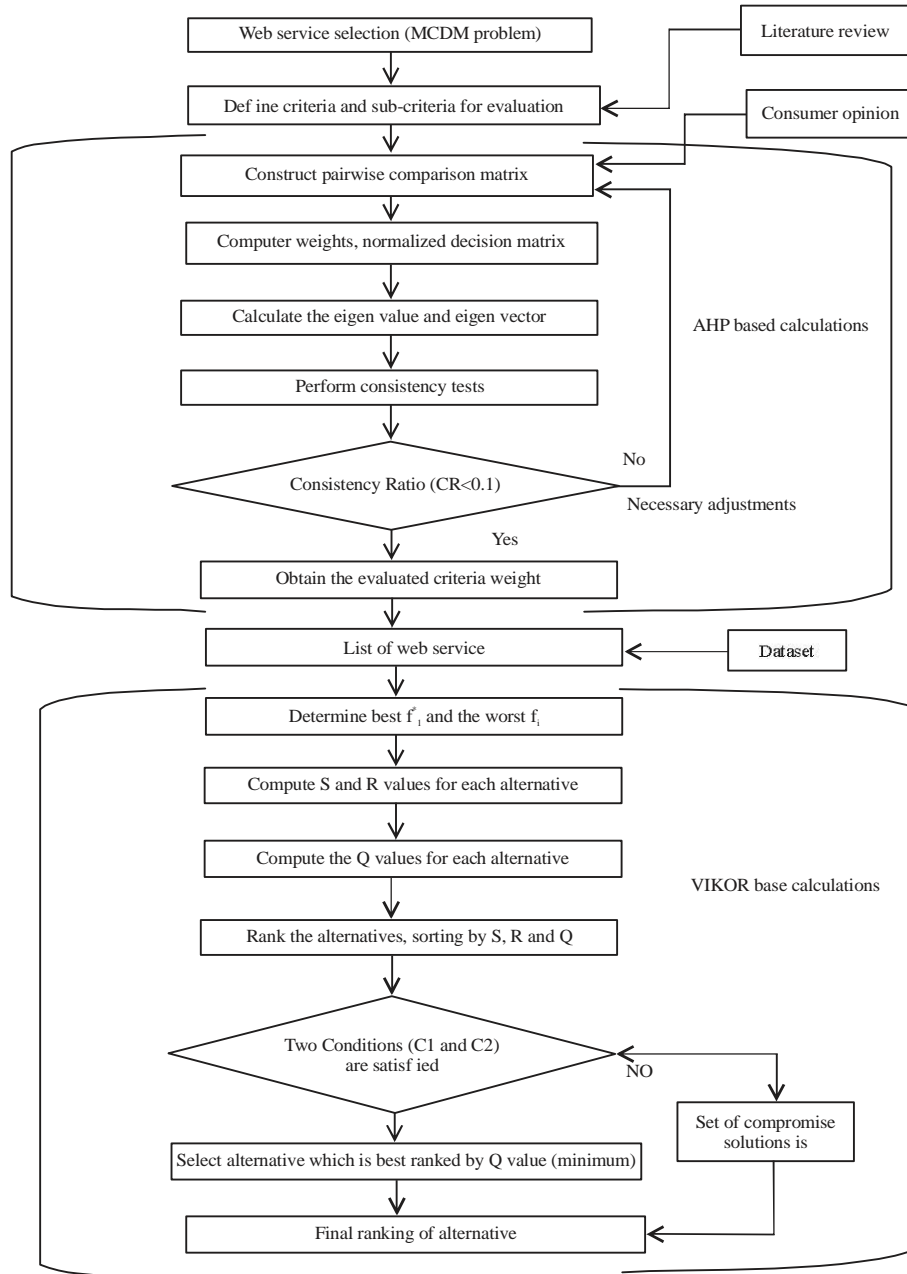 Web service selection (MCDM problem)
Literature review
Def ine criteria and sub-criteria for evaluation
Consumer opinion
Construct pairwise comparison matrix
Computer weights, normalized decision matrix
Calculate the eigen value and eigen vector
AHP based calculations
Perform consistency tests
No
Consistency Ratio (CR<0.1)
Necessary adjustments
Yes
Obtain the evaluated criteria weight
List of web service
Dataset
Determine best f*1 and the worst fi
Compute S and R values for each alternative
Compute the Q values for each alternative
VIKOR base calculations
Rank the alternatives, sorting by S, R and Q
Two Conditions (C1 and C2)
are satisf ied
NO
Set of compromise
solutions is
Select alternative which is best ranked by Q value (minimum)
Final ranking of alternative